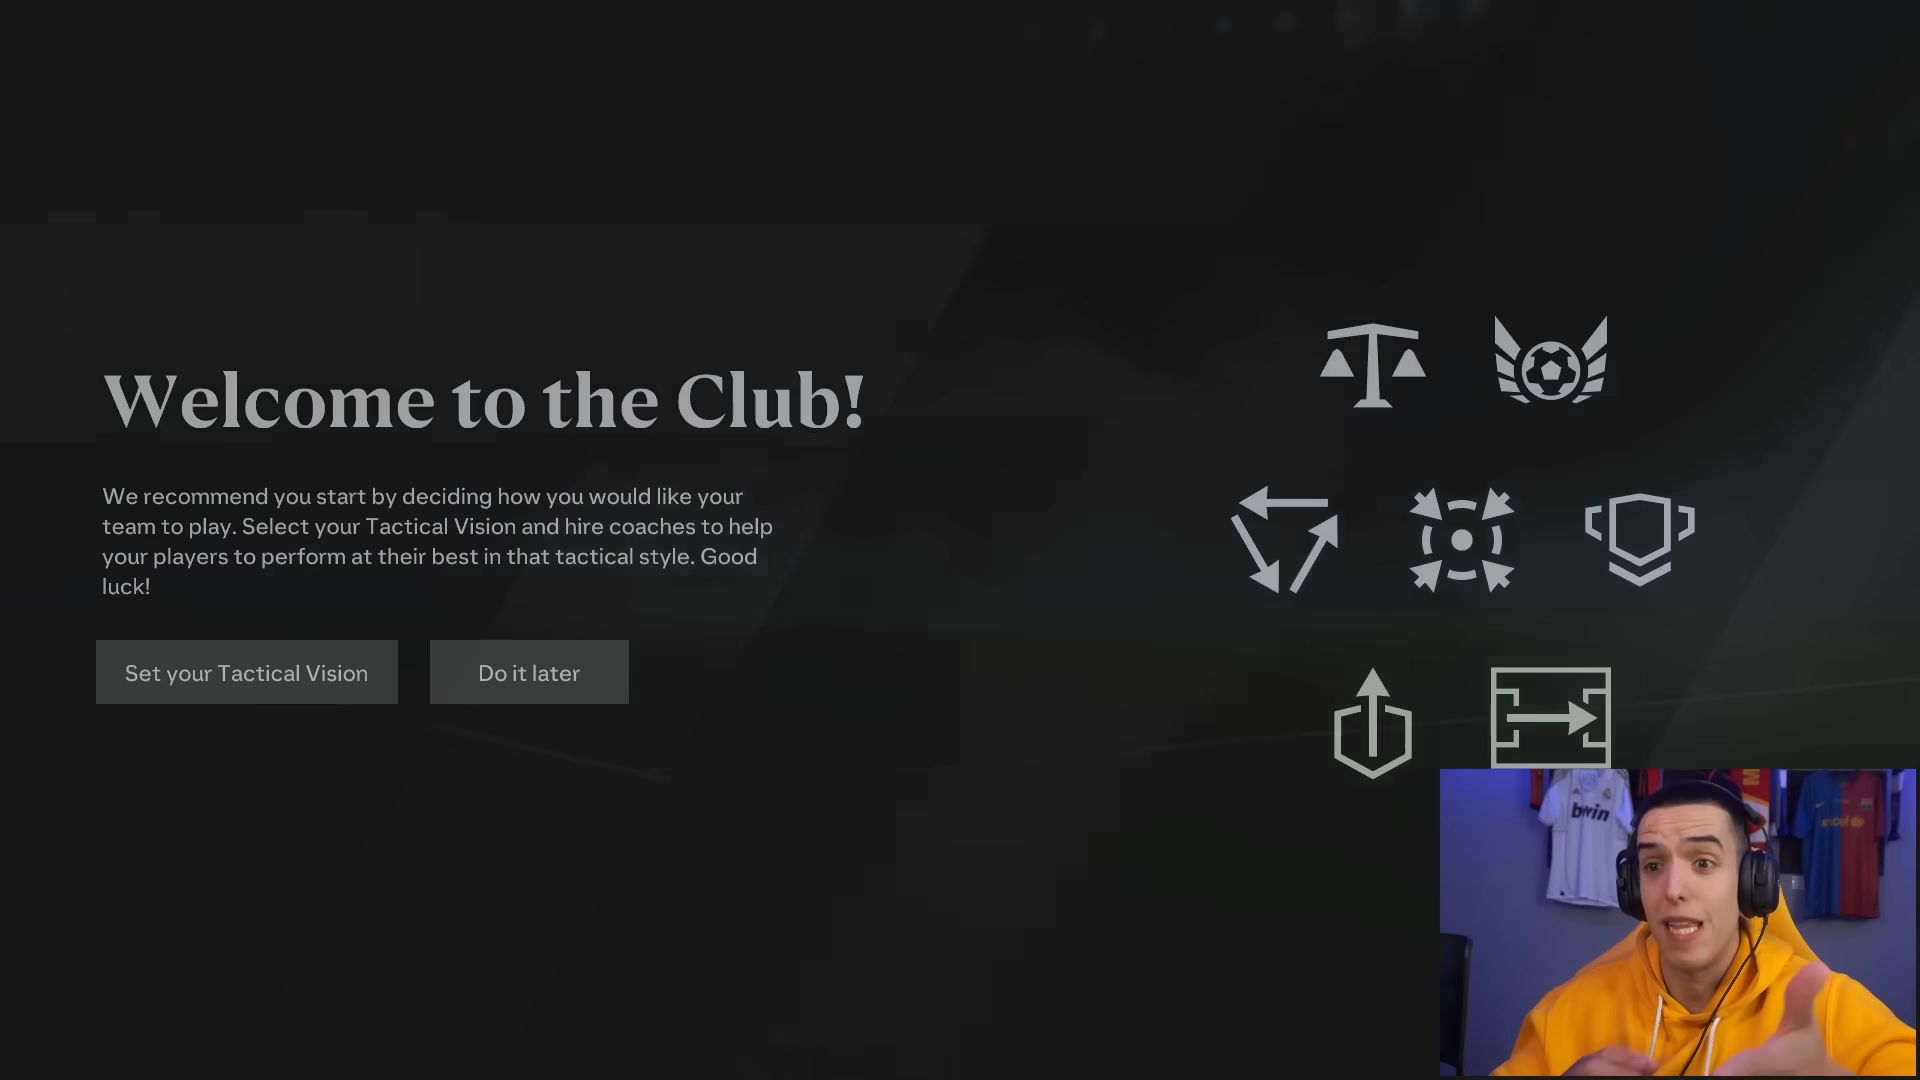 Welcome to the Club!
We recommend you start by deciding how you would like your
team to play. Select your Tactical Vision and hire coaches to help
your players to perform at their best in that tactical style. Good
luck!
Set your Tactical Vision
Do it later
bwin
unicef